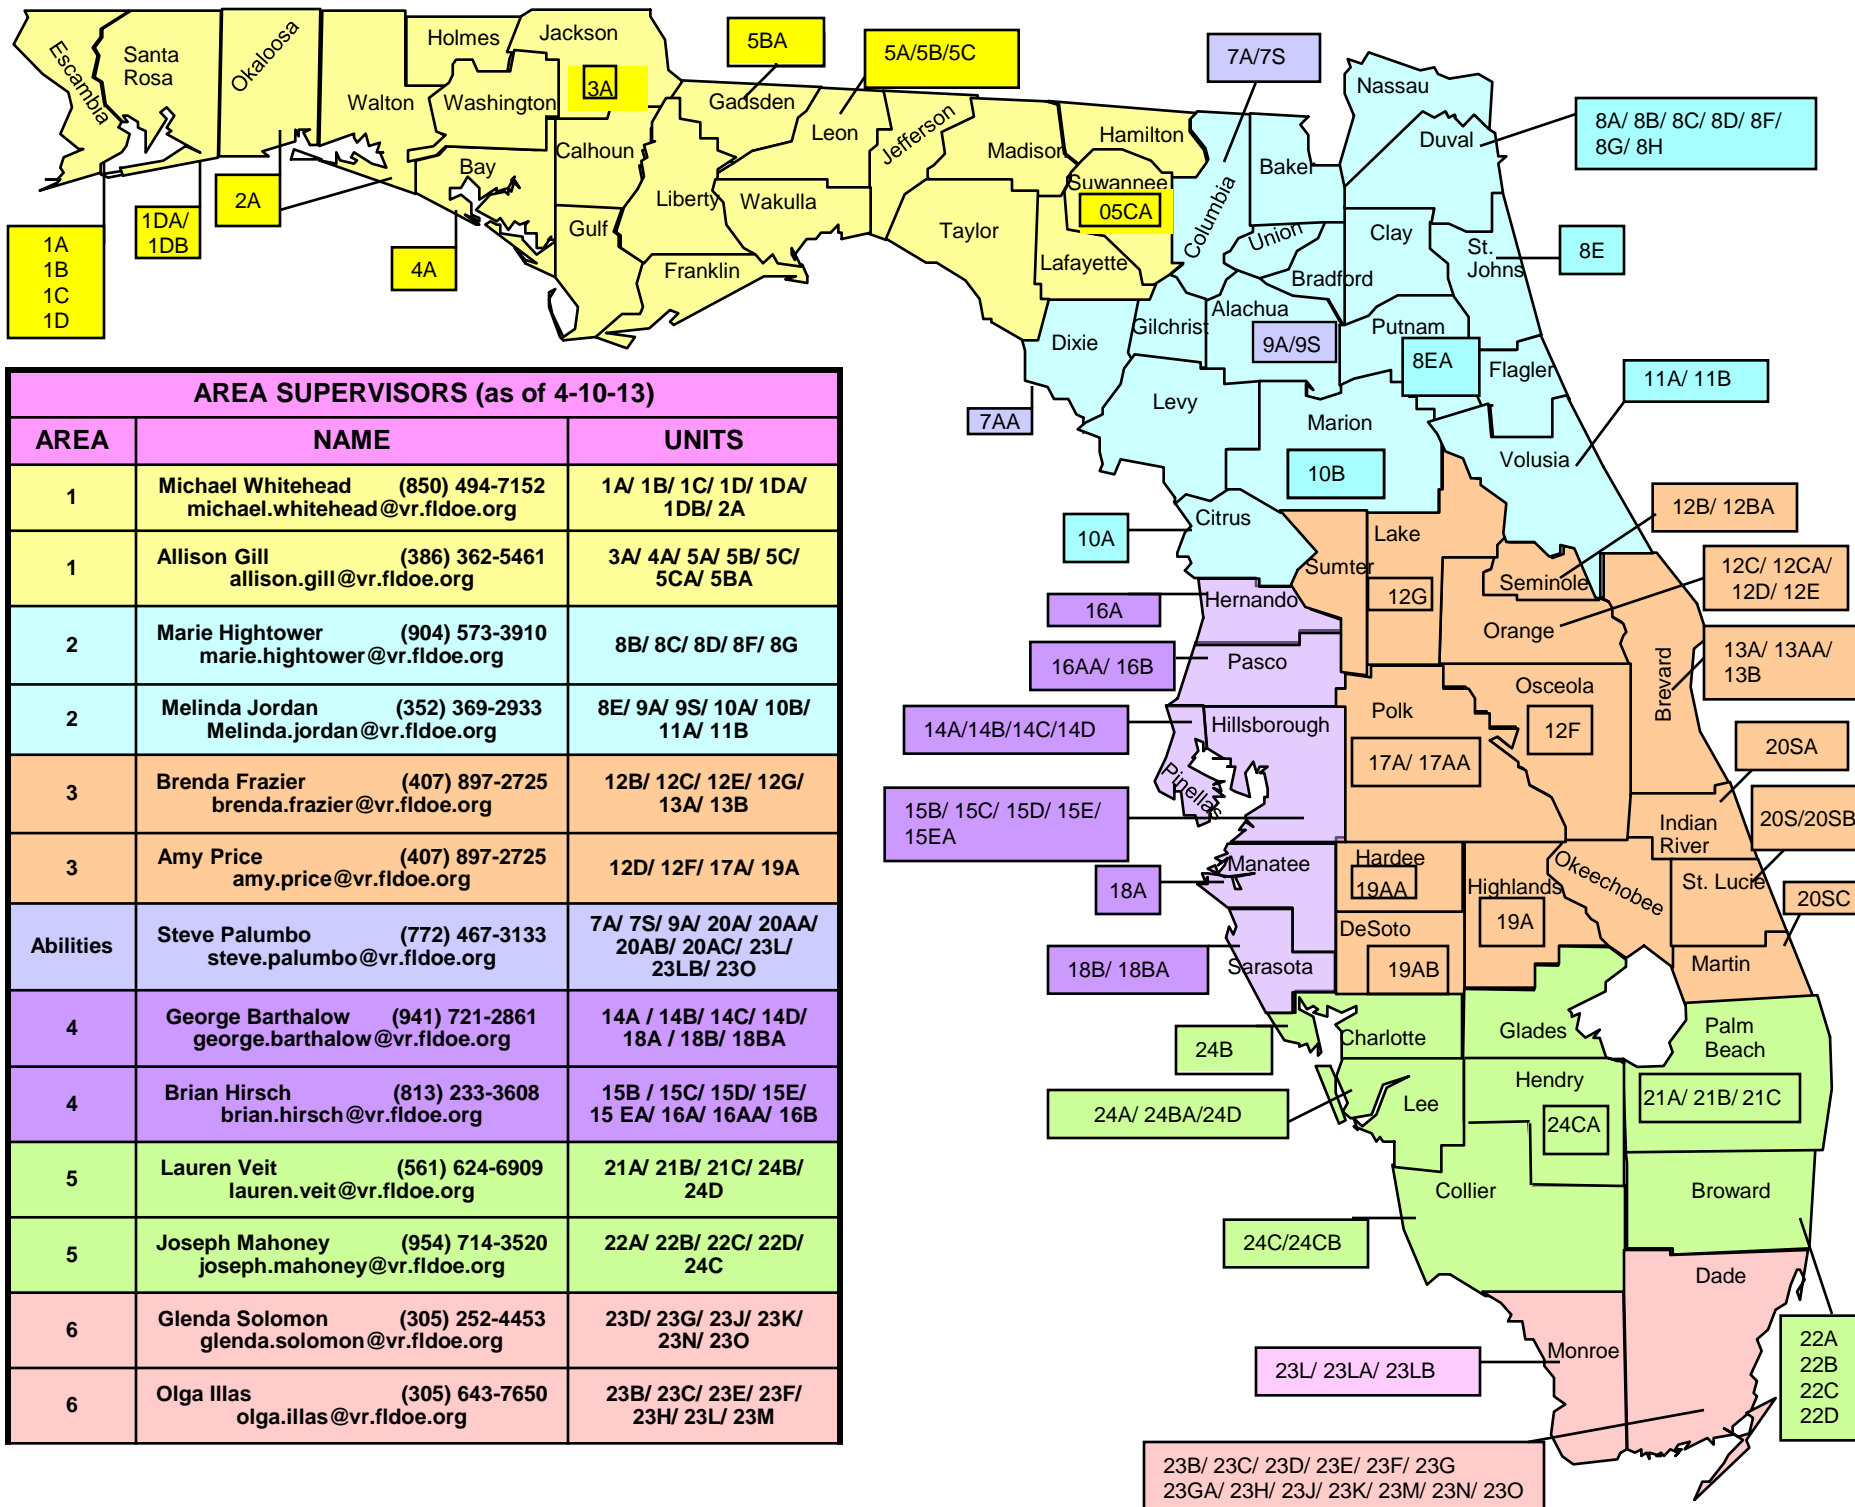 Escambia
Santa
Rosa
Okaloosa
Walton
Holmes
Washington
Jackson
3A
Bay
Calhoun
Gulf
Gadsden
Liberty
Leon
Wakulla
Franklin
Jefferson
Madison
Taylor
Hamilton
Suwannee
05CA
Lafayette
5BA
5A/5B/5C
7A/7S
1A
1B
1C
1D
1DA/
1DB
2A
4A
Columbia
Baker
Nassau
Duval
8A/ 8B/ 8C/ 8D/ 8F/
8G/ 8H
Union
Bradford
Clay
St.
Johns
8E
Dixie
Gilchrist
Alachua
9A/9S
Putnam
8EA
Flagler
11A/ 11B
7AA
Levy
Marion
10B
Volusia
10A
Citrus
Sumter
Lake
12G
12B/ 12BA
Seminole
12C/ 12CA/
12D/ 12E
Orange
16A
Hernando
16AA/ 16B
Pasco
13A/ 13AA/
13B
Brevard
Osceola
12F
Polk
17A/ 17AA
14A/14B/14C/14D
Hillsborough
Pinellas
15B/ 15C/ 15D/ 15E/
15EA
20SA
Indian
River
20S/20SB
Okeechobee
St. Lucie
20SC
Martin
18A
Manatee
Hardee
19AA
Highlands
19A
DeSoto
19AB
18B/ 18BA
Sarasota
24B
Charlotte
Glades
Palm
Beach
21A/ 21B/ 21C
24A/ 24BA/24D
Lee
Hendry
24CA
Collier
24C/24CB
Broward
22A
22B
22C
22D
Dade
Monroe
23L/ 23LA/ 23LB
23B/ 23C/ 23D/ 23E/ 23F/ 23G
23GA/ 23H/ 23J/ 23K/ 23M/ 23N/ 23O
AREA SUPERVISORS (as of 4-10-13)
AREA NAME UNITS
1 Michael Whitehead (850) 494-7152 1A/ 1B/ 1C/ 1D/ 1DA/
michael.whitehead@vr.fldoe.org 1DB/ 2A
1 Allison Gill (386) 362-5461 3A/ 4A/ 5A/ 5B/ 5C/
allison.gill@vr.fldoe.org 5CA/ 5BA
2 Marie Hightower (904) 573-3910 8B/ 8C/ 8D/ 8F/ 8G
marie.hightower@vr.fldoe.org
2 Melinda Jordan (352) 369-2933 8E/ 9A/ 9S/ 10A/ 10B/
Melinda.jordan@vr.fldoe.org 11A/ 11B
3 Brenda Frazier (407) 897-2725 12B/ 12C/ 12E/ 12G/
brenda.frazier@vr.fldoe.org 13A/ 13B
3 Amy Price (407) 897-2725 12D/ 12F/ 17A/ 19A
amy.price@vr.fldoe.org
Abilities Steve Palumbo (772) 467-3133 7A/ 7S/ 9A/ 20A/ 20AA/
steve.palumbo@vr.fldoe.org 20AB/ 20AC/ 23L/
23LB/ 23O
4 George Barthalow (941) 721-2861 14A / 14B/ 14C/ 14D/
george.barthalow@vr.fldoe.org 18A / 18B/ 18BA
4 Brian Hirsch (813) 233-3608 15B / 15C/ 15D/ 15E/
brian.hirsch@vr.fldoe.org 15 EA/ 16A/ 16AA/ 16B
5 Lauren Veit (561) 624-6909 21A/ 21B/ 21C/ 24B/
lauren.veit@vr.fldoe.org 24D
5 Joseph Mahoney (954) 714-3520 22A/ 22B/ 22C/ 22D/
joseph.mahoney@vr.fldoe.org 24C
6 Glenda Solomon (305) 252-4453 23D/ 23G/ 23J/ 23K/
glenda.solomon@vr.fldoe.org 23N/ 23O
6 Olga Illas (305) 643-7650 23B/ 23C/ 23E/ 23F/
olga.illas@vr.fldoe.org 23H/ 23L/ 23M